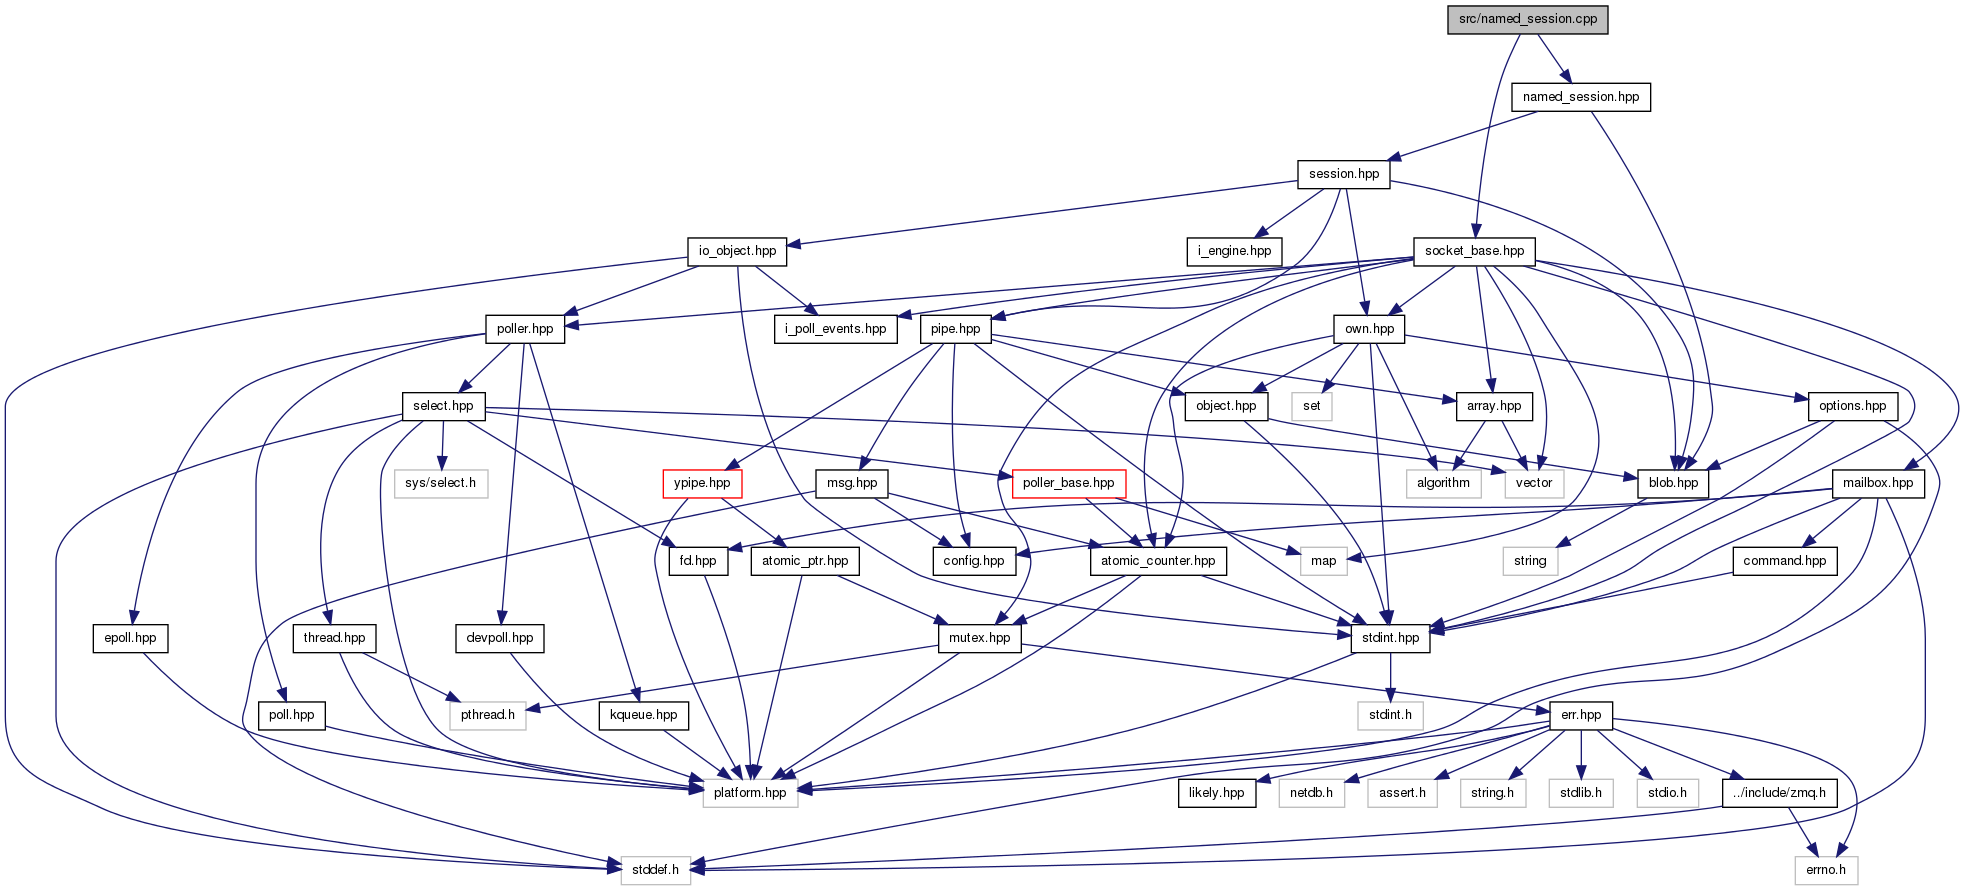 src/named_session.cpp
named_session.hpp
session.hpp
io_object.hpp
i_engine.hpp
socket_base.hpp
poller.hpp
i_poll_events.hpp
pipe.hpp
own.hpp
select.hpp
object.hpp
set
array.hpp
options.hpp
sys/select.h
ypipe.hpp
msg.hpp
poller_base.hpp
algorithm
vector
blob.hpp
mailbox.hpp
fd.hpp
atomic_ptr.hpp
config.hpp
atomic_counter.hpp
map
string
command.hpp
epoll.hpp
thread.hpp
devpoll.hpp
mutex.hpp
stdint.hpp
poll.hpp
pthread.h
kqueue.hpp
stdint.h
err.hpp
platform.hpp
likely.hpp
netdb.h
assert.h
string.h
stdlib.h
stdio.h
../include/zmq.h
stddef.h
errno.h